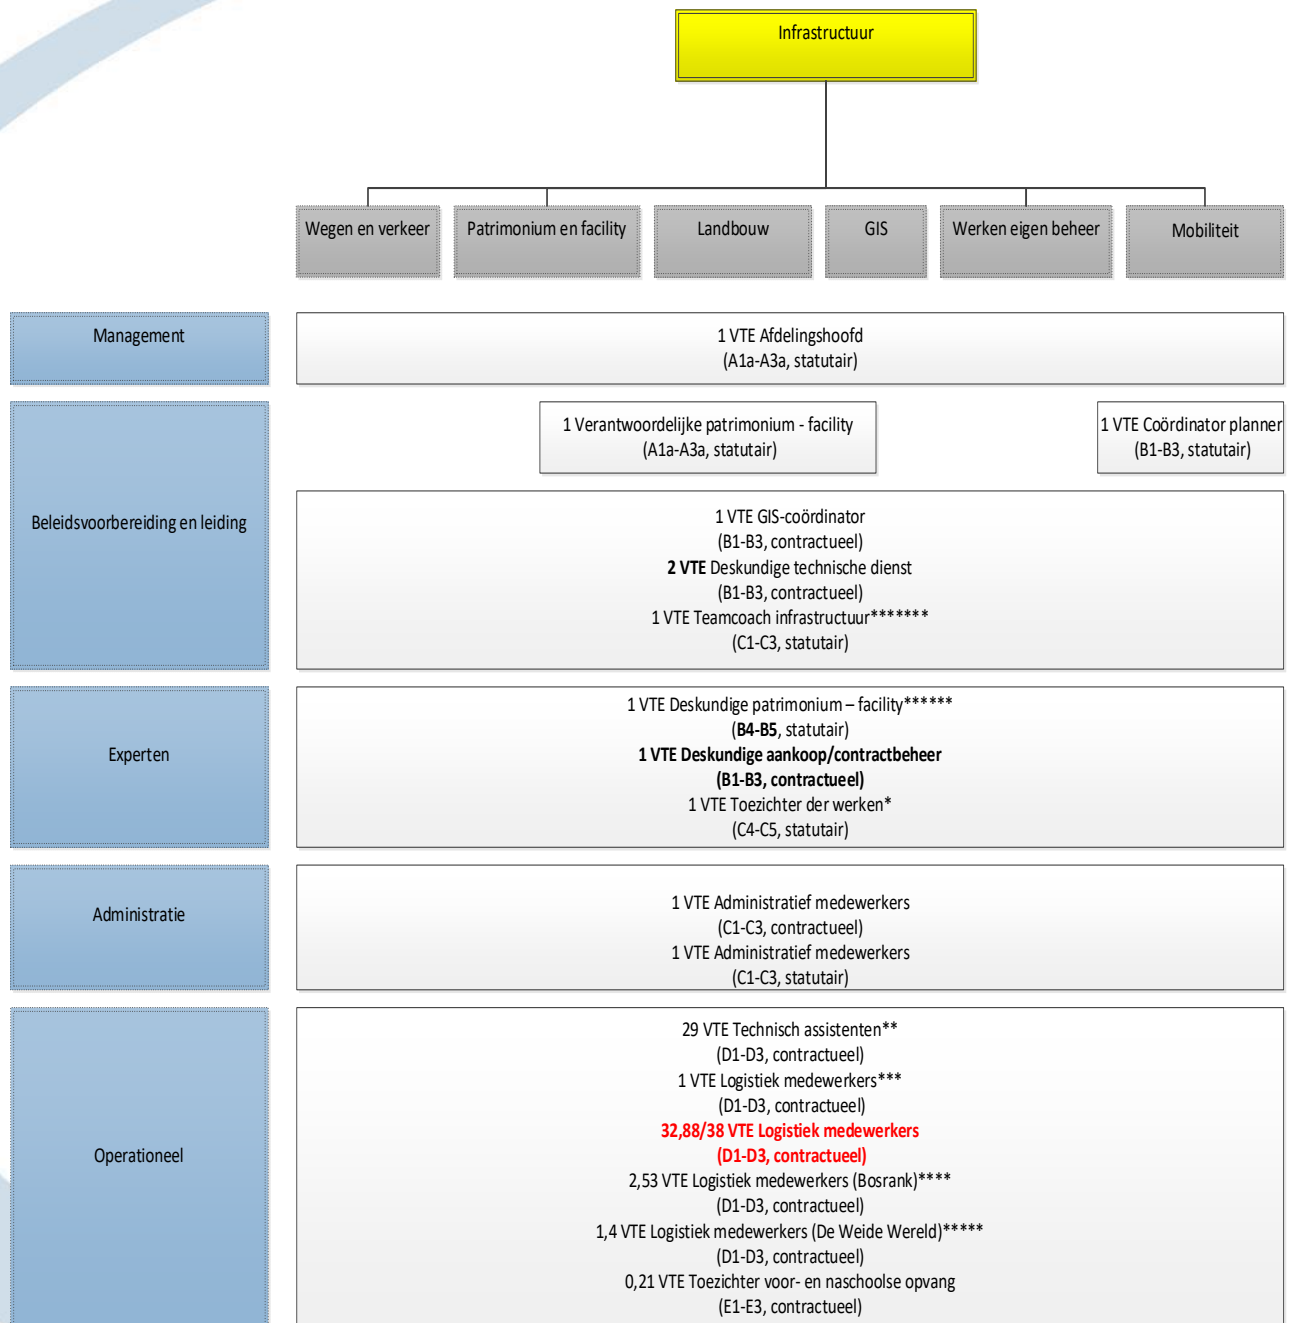 Infrastructuur
Wegen en verkeer
Patrimonium en facility
Landbouw
GIS
Werken eigen beheer
Mobiliteit
Management
1 VTE Afdelingshoofd
(A1a-A3a, statutair)
Beleidsvoorbereiding en leiding
1 Verantwoordelijke patrimonium - facility
(A1a-A3a, statutair)
1 VTE Coördinator planner
(B1-B3, statutair)
1 VTE GIS-coördinator
(B1-B3, contractueel)
2 VTE Deskundige technische dienst
(B1-B3, contractueel)
1 VTE Teamcoach infrastructuur*******
(C1-C3, statutair)
Experten
1 VTE Deskundige patrimonium – facility******
(B4-B5, statutair)
1 VTE Deskundige aankoop/contractbeheer
(B1-B3, contractueel)
1 VTE Toezichter der werken*
(C4-C5, statutair)
Administratie
1 VTE Administratief medewerkers
(C1-C3, contractueel)
1 VTE Administratief medewerkers
(C1-C3, statutair)
Operationeel
29 VTE Technisch assistenten**
(D1-D3, contractueel)
1 VTE Logistiek medewerkers***
(D1-D3, contractueel)
32,88/38 VTE Logistiek medewerkers
(D1-D3, contractueel)
2,53 VTE Logistiek medewerkers (Bosrank)****
(D1-D3, contractueel)
1,4 VTE Logistiek medewerkers (De Weide Wereld)*****
(D1-D3, contractueel)
0,21 VTE Toezichter voor- en naschoolse opvang
(E1-E3, contractueel)